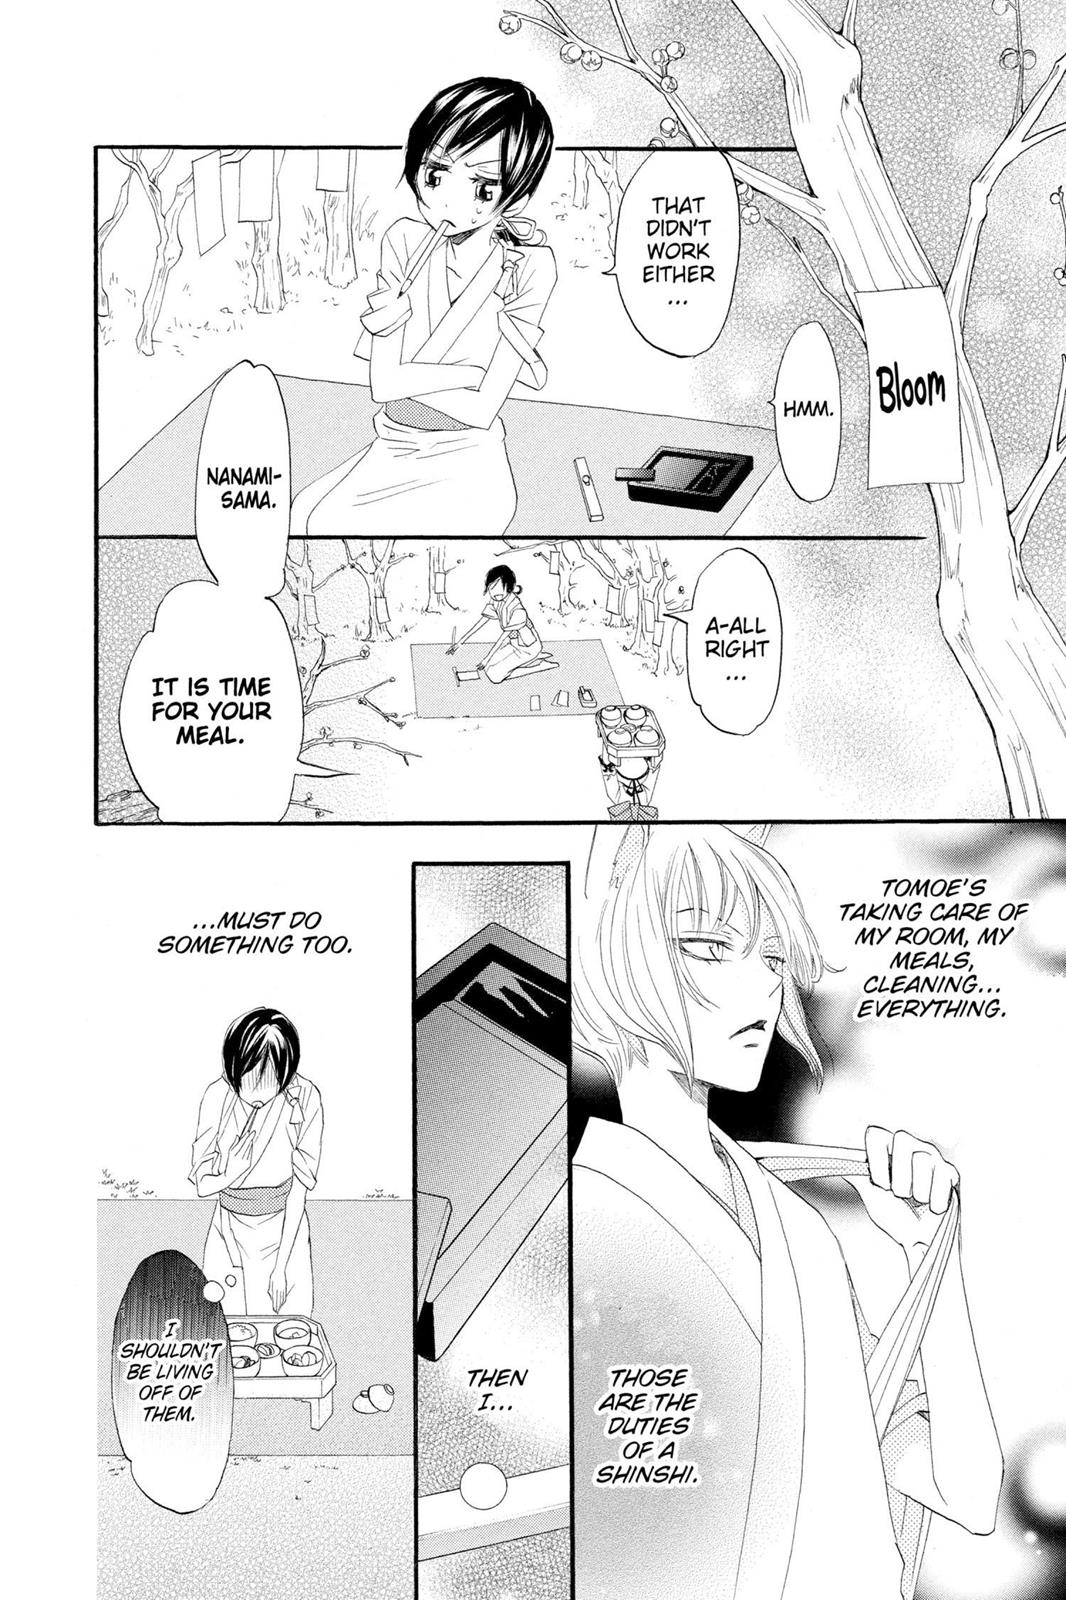 THAT
DIDN'T
WORK
EITHER
...
HMM.
Bloom
NANAMI-
SAMA.
IT IS TIME
FOR YOUR
MEAL.
A-ALL
RIGHT
...
TOMOE'S
TAKING CARE OF
MY ROOM, MY
MEALS,
CLEANING...
EVERYTHING.
THOSE
ARE THE
DUTIES
OF A
SHINSHI.
THEN
I...
...MUST DO
SOMETHING TOO.
I
SHOULDN'T
BE LIVING
OFF OF
THEM.